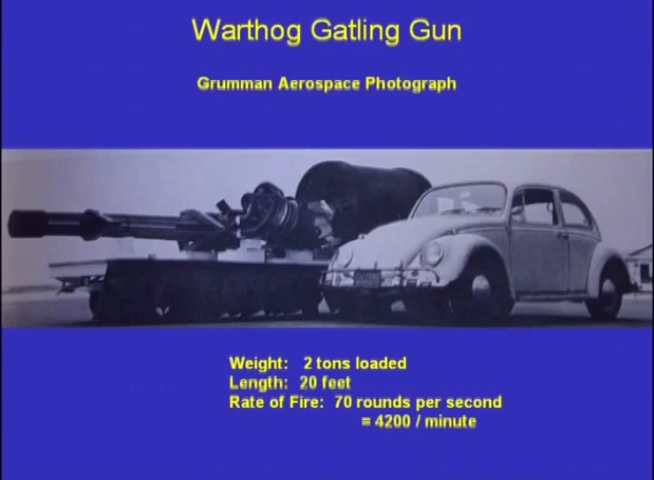 Warthog Gatling Gun
Grumman Aerospace Photograph
Weight: 2 tons loaded
Length: 20 feet
Rate of Fire: 70 rounds per second
= 4200 / minute